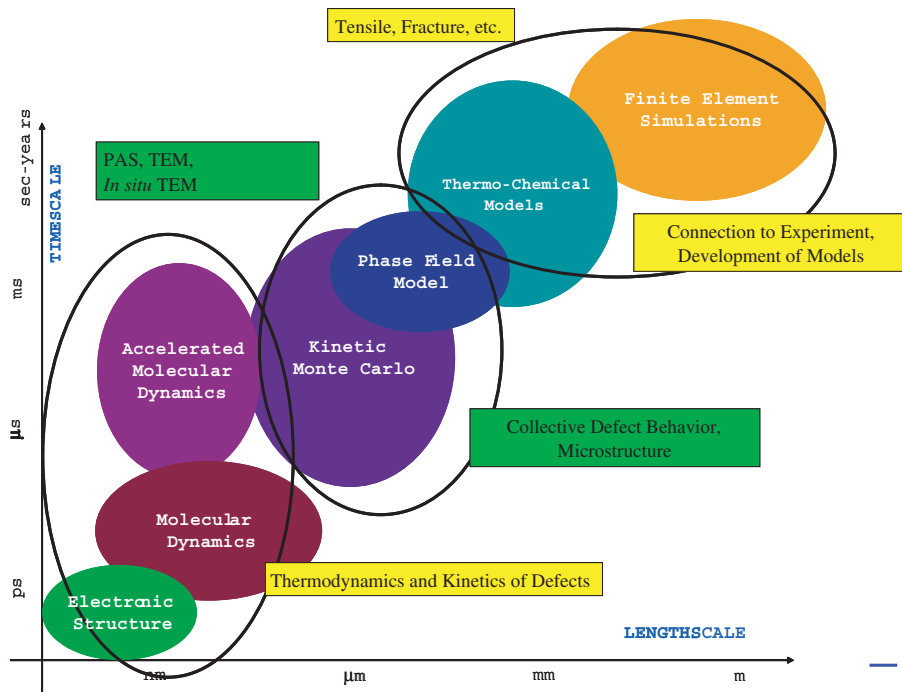 Tensile, Fracture, etc.
Finite Element
Simulations
sec-years
TIMESCALE
PAS, TEM,
In situ TEM
Thermo-Chemical
Models
Connection to Experiment,
Development of Models
Phase Field
Model
ms
Accelerated
Molecular
Dynamics
Kinetic
Monte Carlo
μs
Collective Defect Behavior,
Microstructure
Molecular
Dynamics
Thermodynamics and Kinetics of Defects
ps
Electronic
Structure
LENGTHSCALE
nm
μm
mm
m